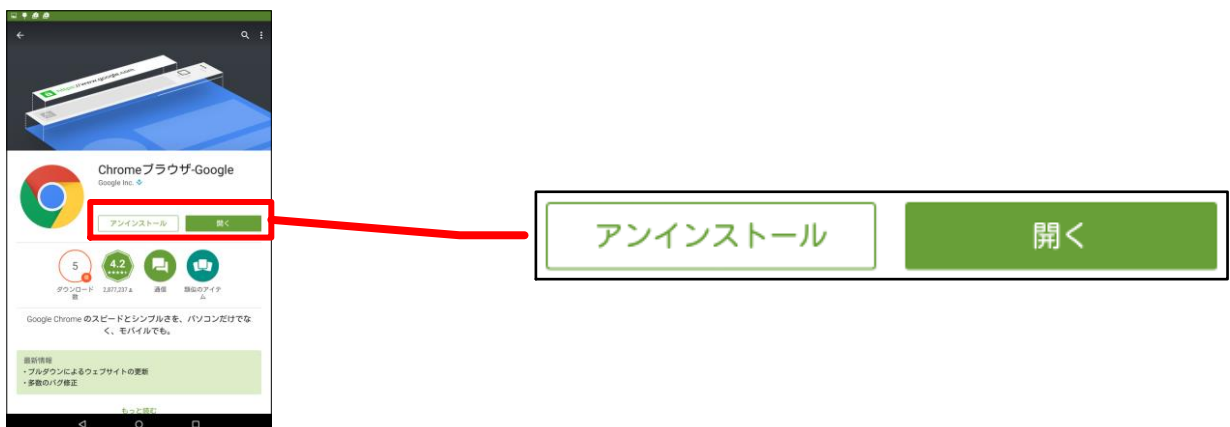 https://www.google.com
Chromeブラウザ-Google
Google Inc.
アンインストール
開く
5
4.2
ダウンロード
数
2,877,237
通信
類似のアイテ
ム
Google Chrome のスピードとシンプルさを、パソコンだけでな
く、モバイルでも。
最新情報
・プルダウンによるウェブサイトの更新
・多数のバグ修正
もっと読む
アンインストール
開く